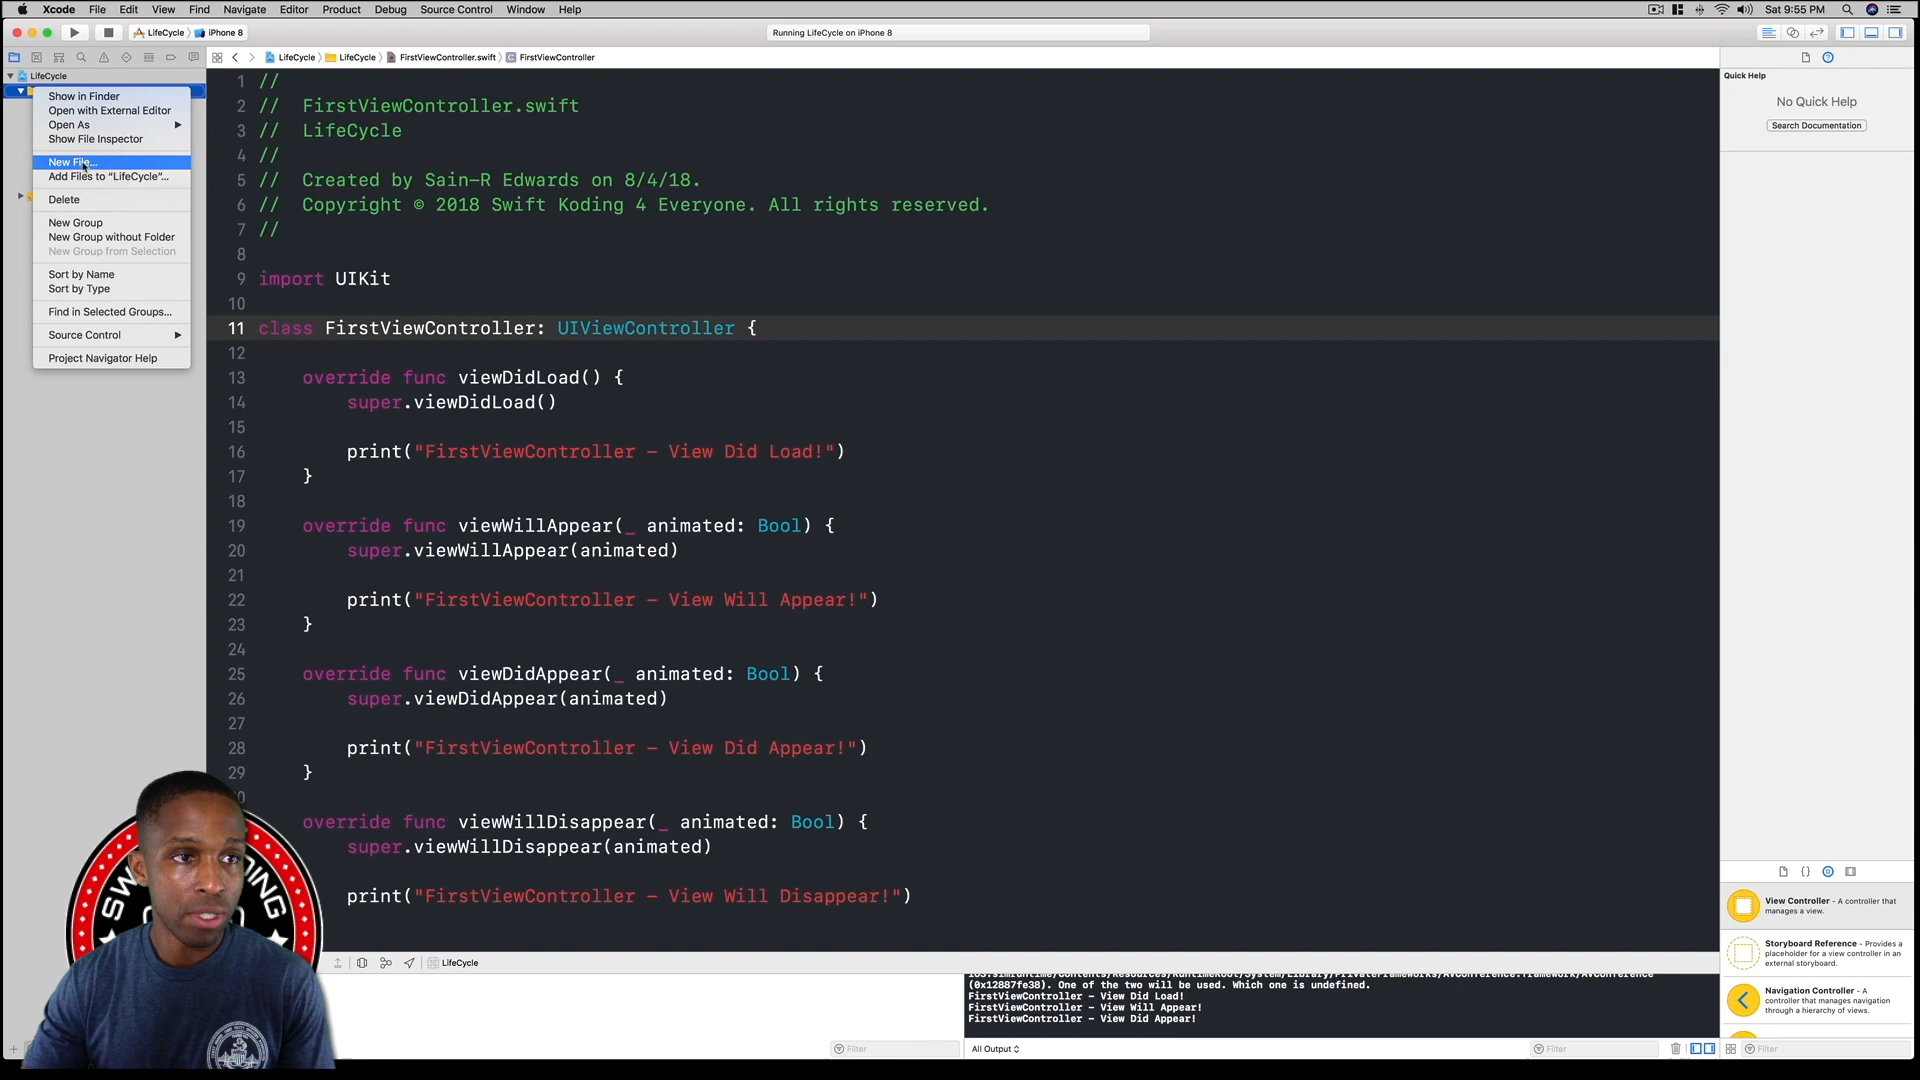 Xcode File Edit View Find Navigate Editor Product Debug Source Control Window Help
Sat 9:55 PM
LifeCycle iPhone 8
Running LifeCycle on iPhone 8
LifeCycle LifeCycle FirstViewController.swift FirstViewController
LifeCycle
Show in Finder
Open with External Editor
Open As
Show File Inspector
New File...
Add Files to “LifeCycle”...
Delete
New Group
New Group without Folder
New Group from Selection
Sort by Name
Sort by Type
Find in Selected Groups...
Source Control
Project Navigator Help
1 //
2 // FirstViewController.swift
3 // LifeCycle
4 //
5 // Created by Sain-R Edwards on 8/4/18.
6 // Copyright © 2018 Swift Koding 4 Everyone. All rights reserved.
7 //
8
9 import UIKit
10
11 class FirstViewController: UIViewController {
12
13 override func viewDidLoad() {
14 super.viewDidLoad()
15
16 print("FirstViewController – View Did Load!")
17 }
18
19 override func viewWillAppear(_ animated: Bool) {
20 super.viewWillAppear(animated)
21
22 print("FirstViewController – View Will Appear!")
23 }
24
25 override func viewDidAppear(_ animated: Bool) {
26 super.viewDidAppear(animated)
27
28 print("FirstViewController – View Did Appear!")
29 }
override func viewWillDisappear(_ animated: Bool) {
super.viewWillDisappear(animated)
print("FirstViewController – View Will Disappear!")
LifeCycle
(0x12887fe38). One of the two will be used. Which one is undefined.
FirstViewController – View Did Load!
FirstViewController – View Will Appear!
FirstViewController – View Did Appear!
Filter
All Output
Filter
Quick Help
No Quick Help
Search Documentation
View Controller - A controller that
manages a view.
Storyboard Reference - Provides a
placeholder for a view controller in an
external storyboard.
Navigation Controller - A
controller that manages navigation
through a hierarchy of views.
Filter